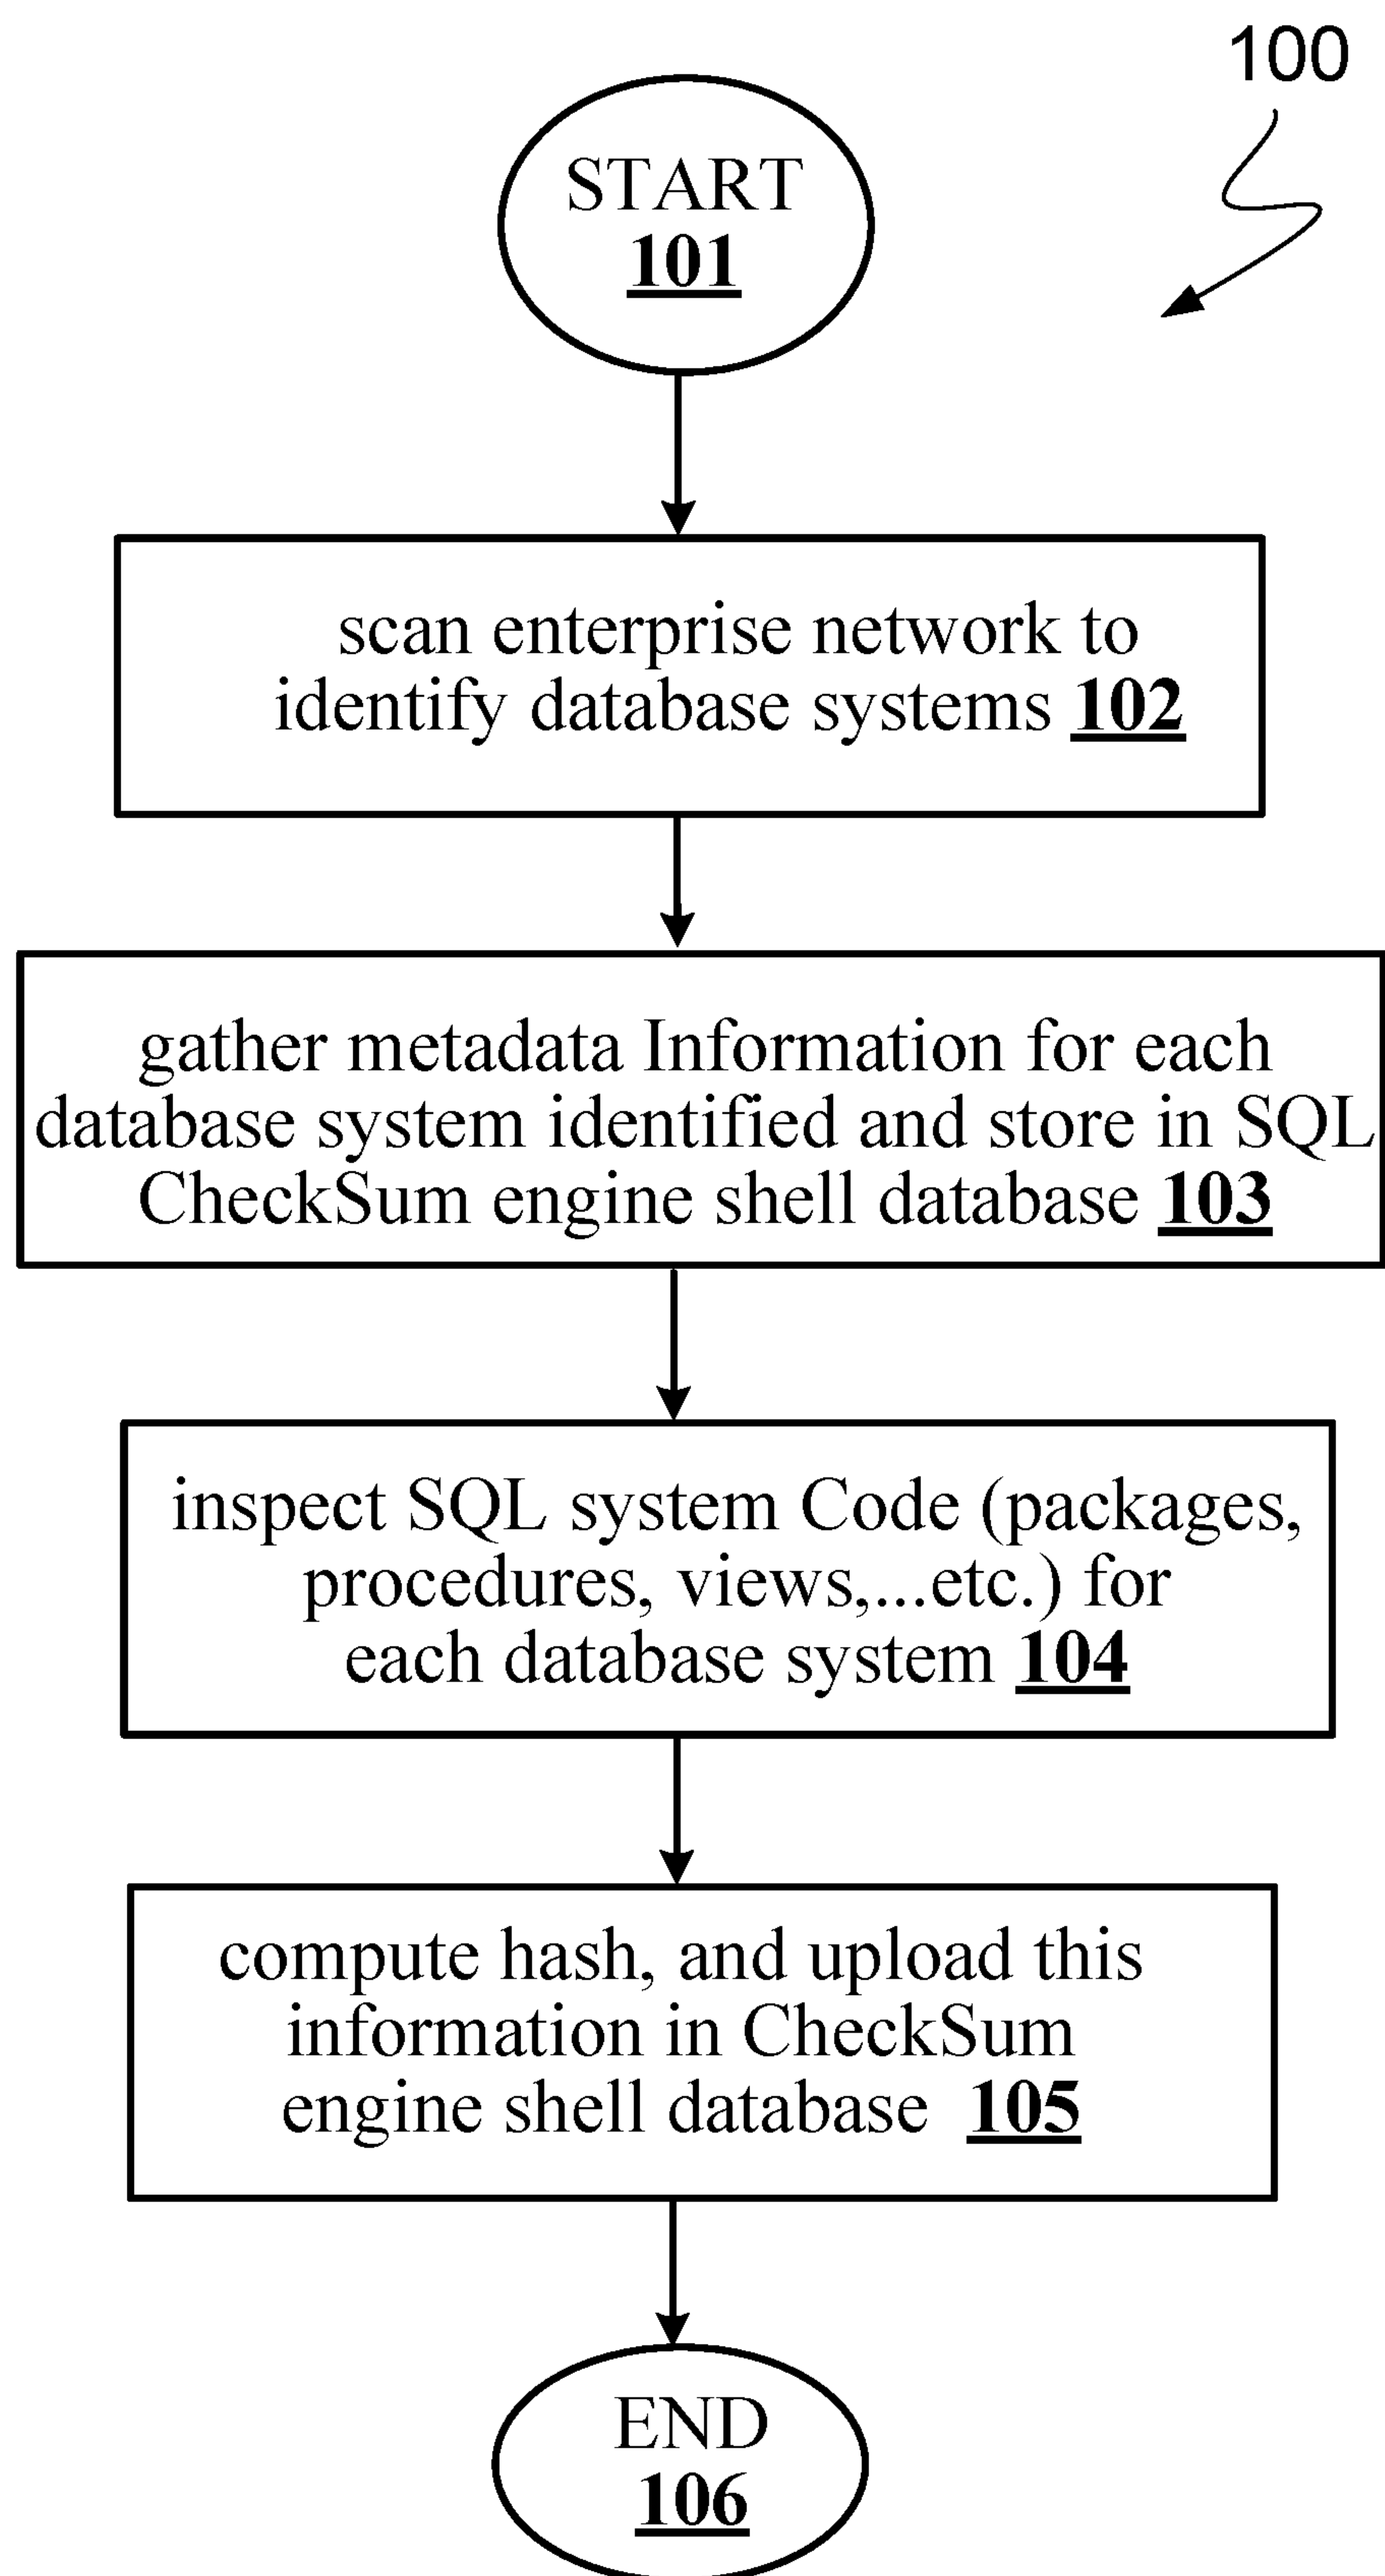 100
START
101
scan enterprise network to
identify database systems 102
gather metadata Information for each
database system identified and store in SQL
CheckSum engine shell database 103
inspect SQL system Code (packages,
procedures, views,...etc.) for
each database system 104
compute hash, and upload this
information in CheckSum
engine shell database 105
END
106